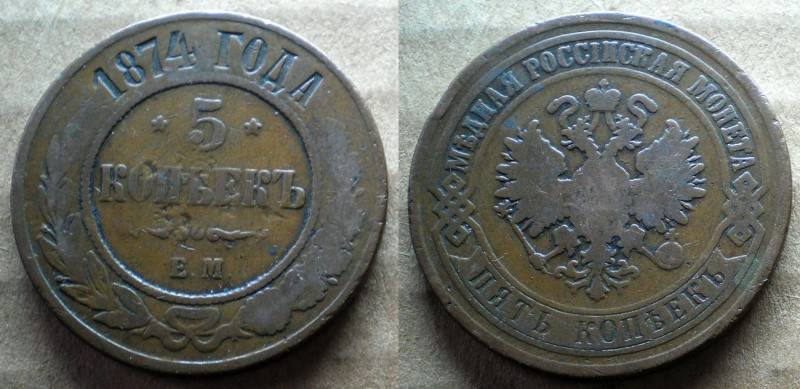 1874 ГОДА
* 5 *
КОПѢЕКЪ
Е.М.
МѢДНАЯ РОССІЙСКАЯ МОНЕТА
ПЯТЬ КОПѢЕКЪ